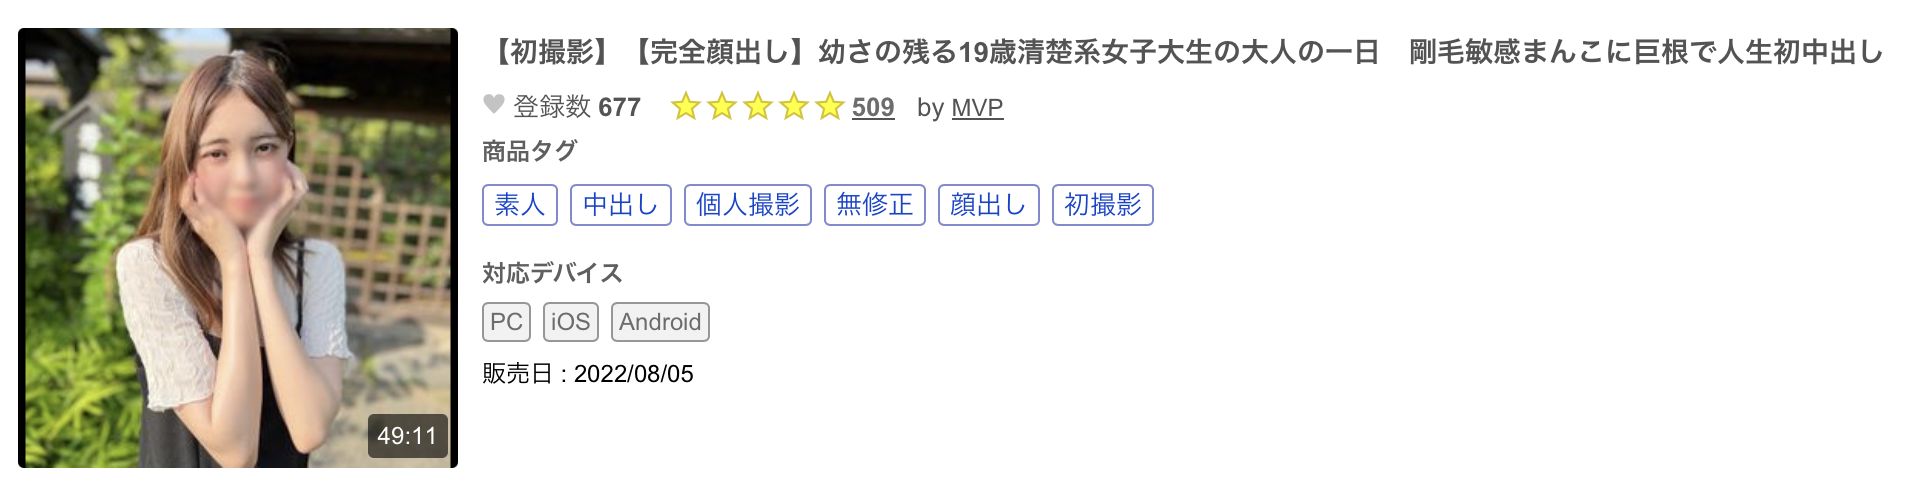 【初撮影】【完全顔出し】幼さの残る19歳清楚系女子大生の大人の一日　剛毛敏感まんこに巨根で人生初中出し
登録数 677 509 by MVP
商品タグ
素人 中出し 個人撮影 無修正 顔出し 初撮影
対応デバイス
PC iOS Android
販売日 : 2022/08/05
49:11